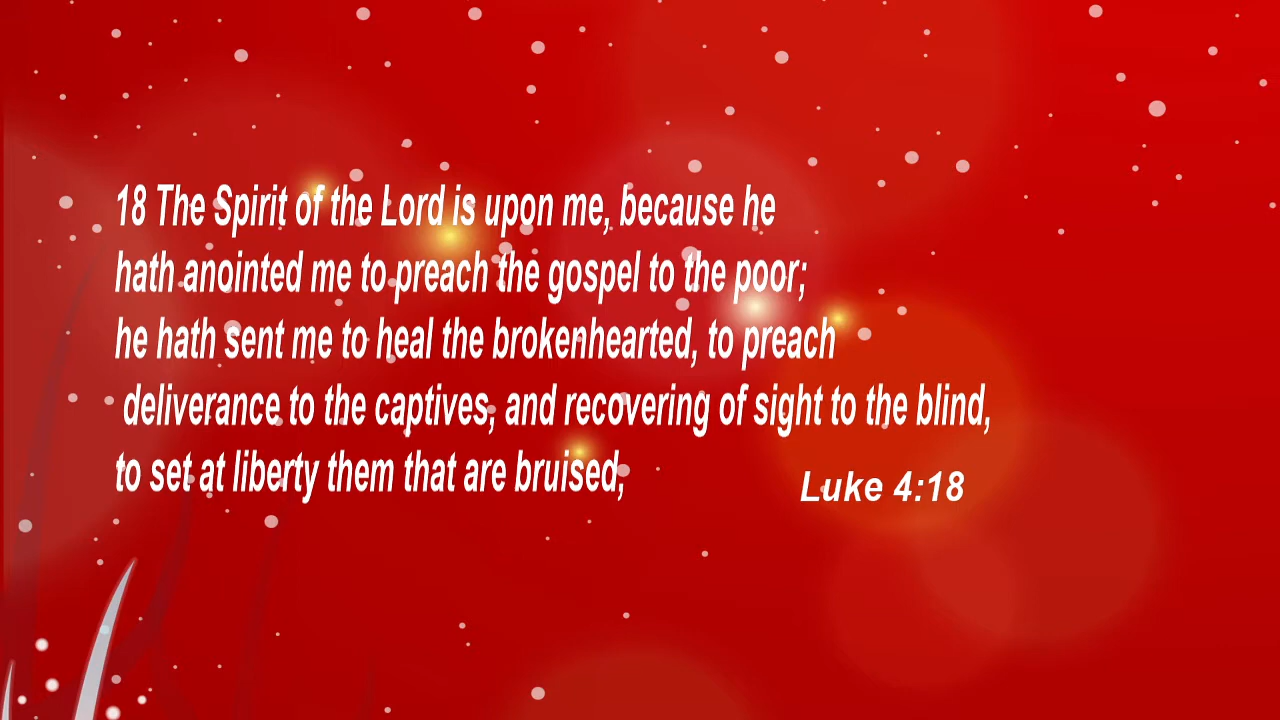 18 The Spirit of the Lord is upon me, because he
hath anointed me to preach the gospel to the poor;
he hath sent me to heal the brokenhearted, to preach
deliverance to the captives, and recovering of sight to the blind,
to set at liberty them that are bruised,
Luke 4:18